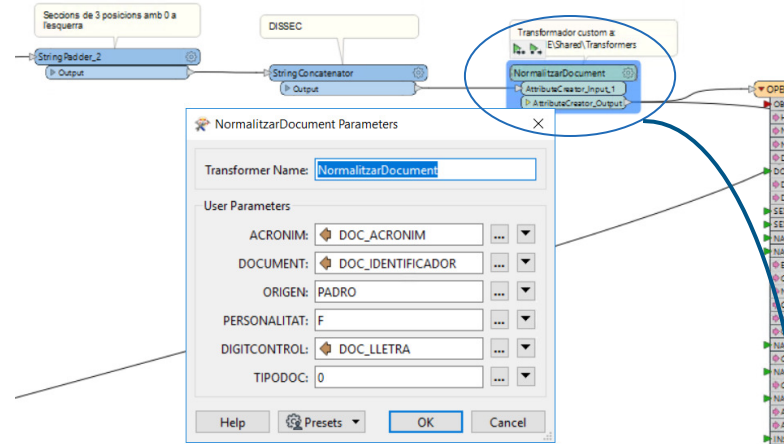 Seccions de 3 posicions amb 0 a
l'esquerra
DISSEC
Transformador custom a:
IE\Shared\Transformers
StringPadder_2
Output
StringConcatenator
Output
NormalitzarDocument
AttributeCreator_Input_1
AttributeCreator_Output
NormalitzarDocument Parameters
Transformer Name: NormalitzarDocument
User Parameters
ACRONIM: DOC_ACRONIM ...
DOCUMENT: DOC_IDENTIFICADOR ...
ORIGEN: PADRO ...
PERSONALITAT: F ...
DIGITCONTROL: DOC_LLETRA ...
TIPODOC: 0 ...
Help Presets OK Cancel